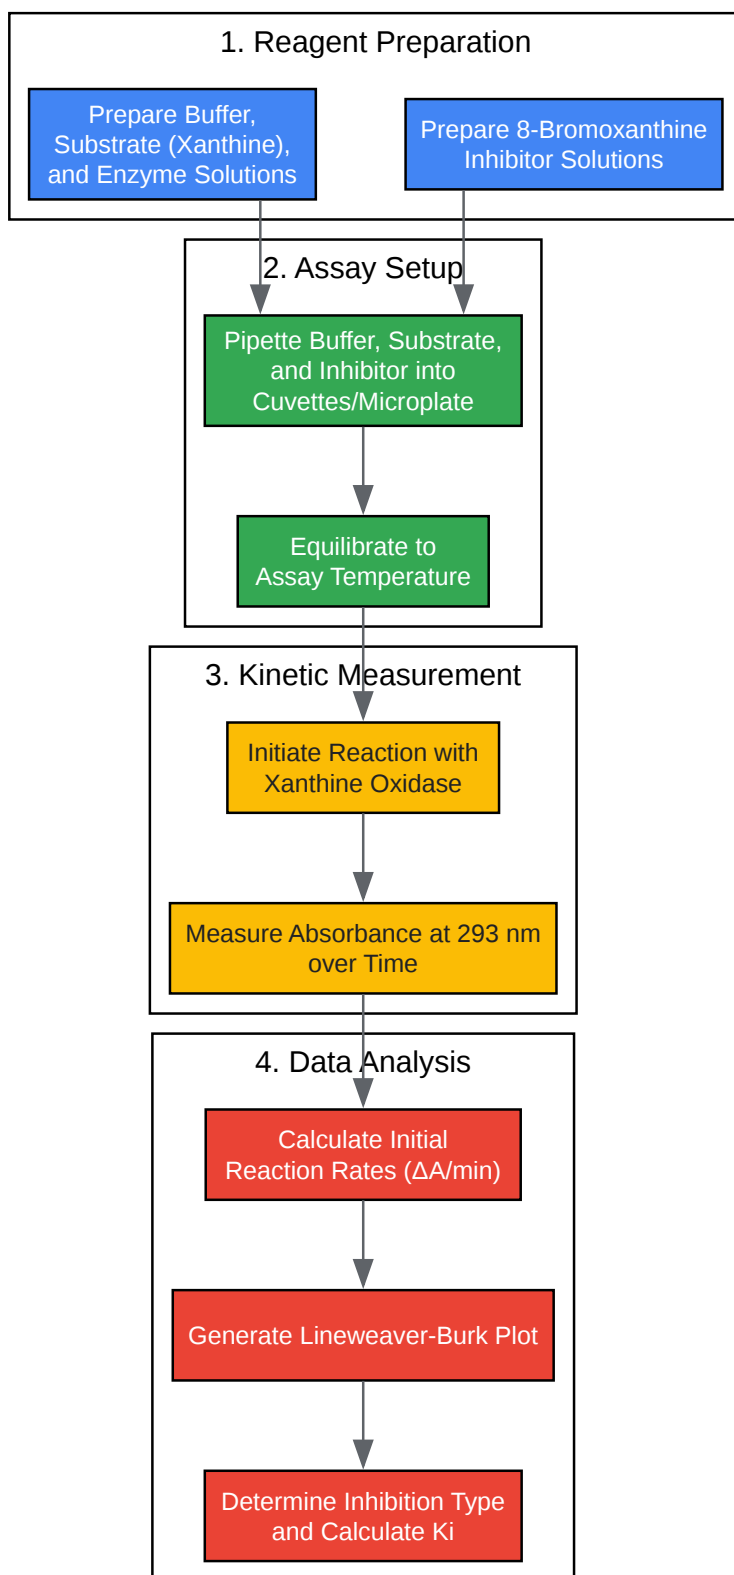 1. Reagent Preparation
Prepare Buffer,
Substrate (Xanthine),
and Enzyme Solutions
Prepare 8-Bromoxanthine
Inhibitor Solutions
2. Assay Setup
Pipette Buffer, Substrate,
and Inhibitor into
Cuvettes/Microplate
Equilibrate to
Assay Temperature
3. Kinetic Measurement
Initiate Reaction with
Xanthine Oxidase
Measure Absorbance at 293 nm
over Time
4. Data Analysis
Calculate Initial
Reaction Rates (ΔA/min)
Generate Lineweaver-Burk Plot
Determine Inhibition Type
and Calculate Ki